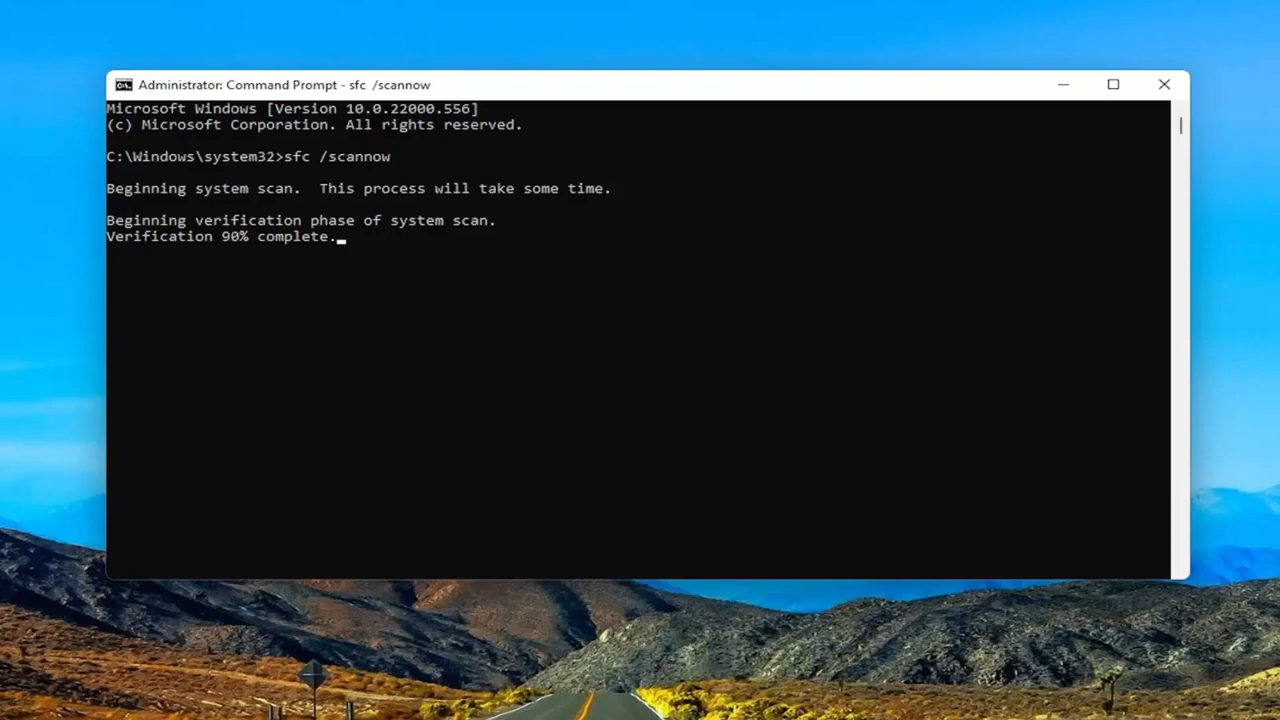 Administrator: Command Prompt - sfc /scannow
Microsoft Windows [Version 10.0.22000.556]
(c) Microsoft Corporation. All rights reserved.
C:\Windows\system32>sfc /scannow
Beginning system scan.  This process will take some time.
Beginning verification phase of system scan.
Verification 90% complete.